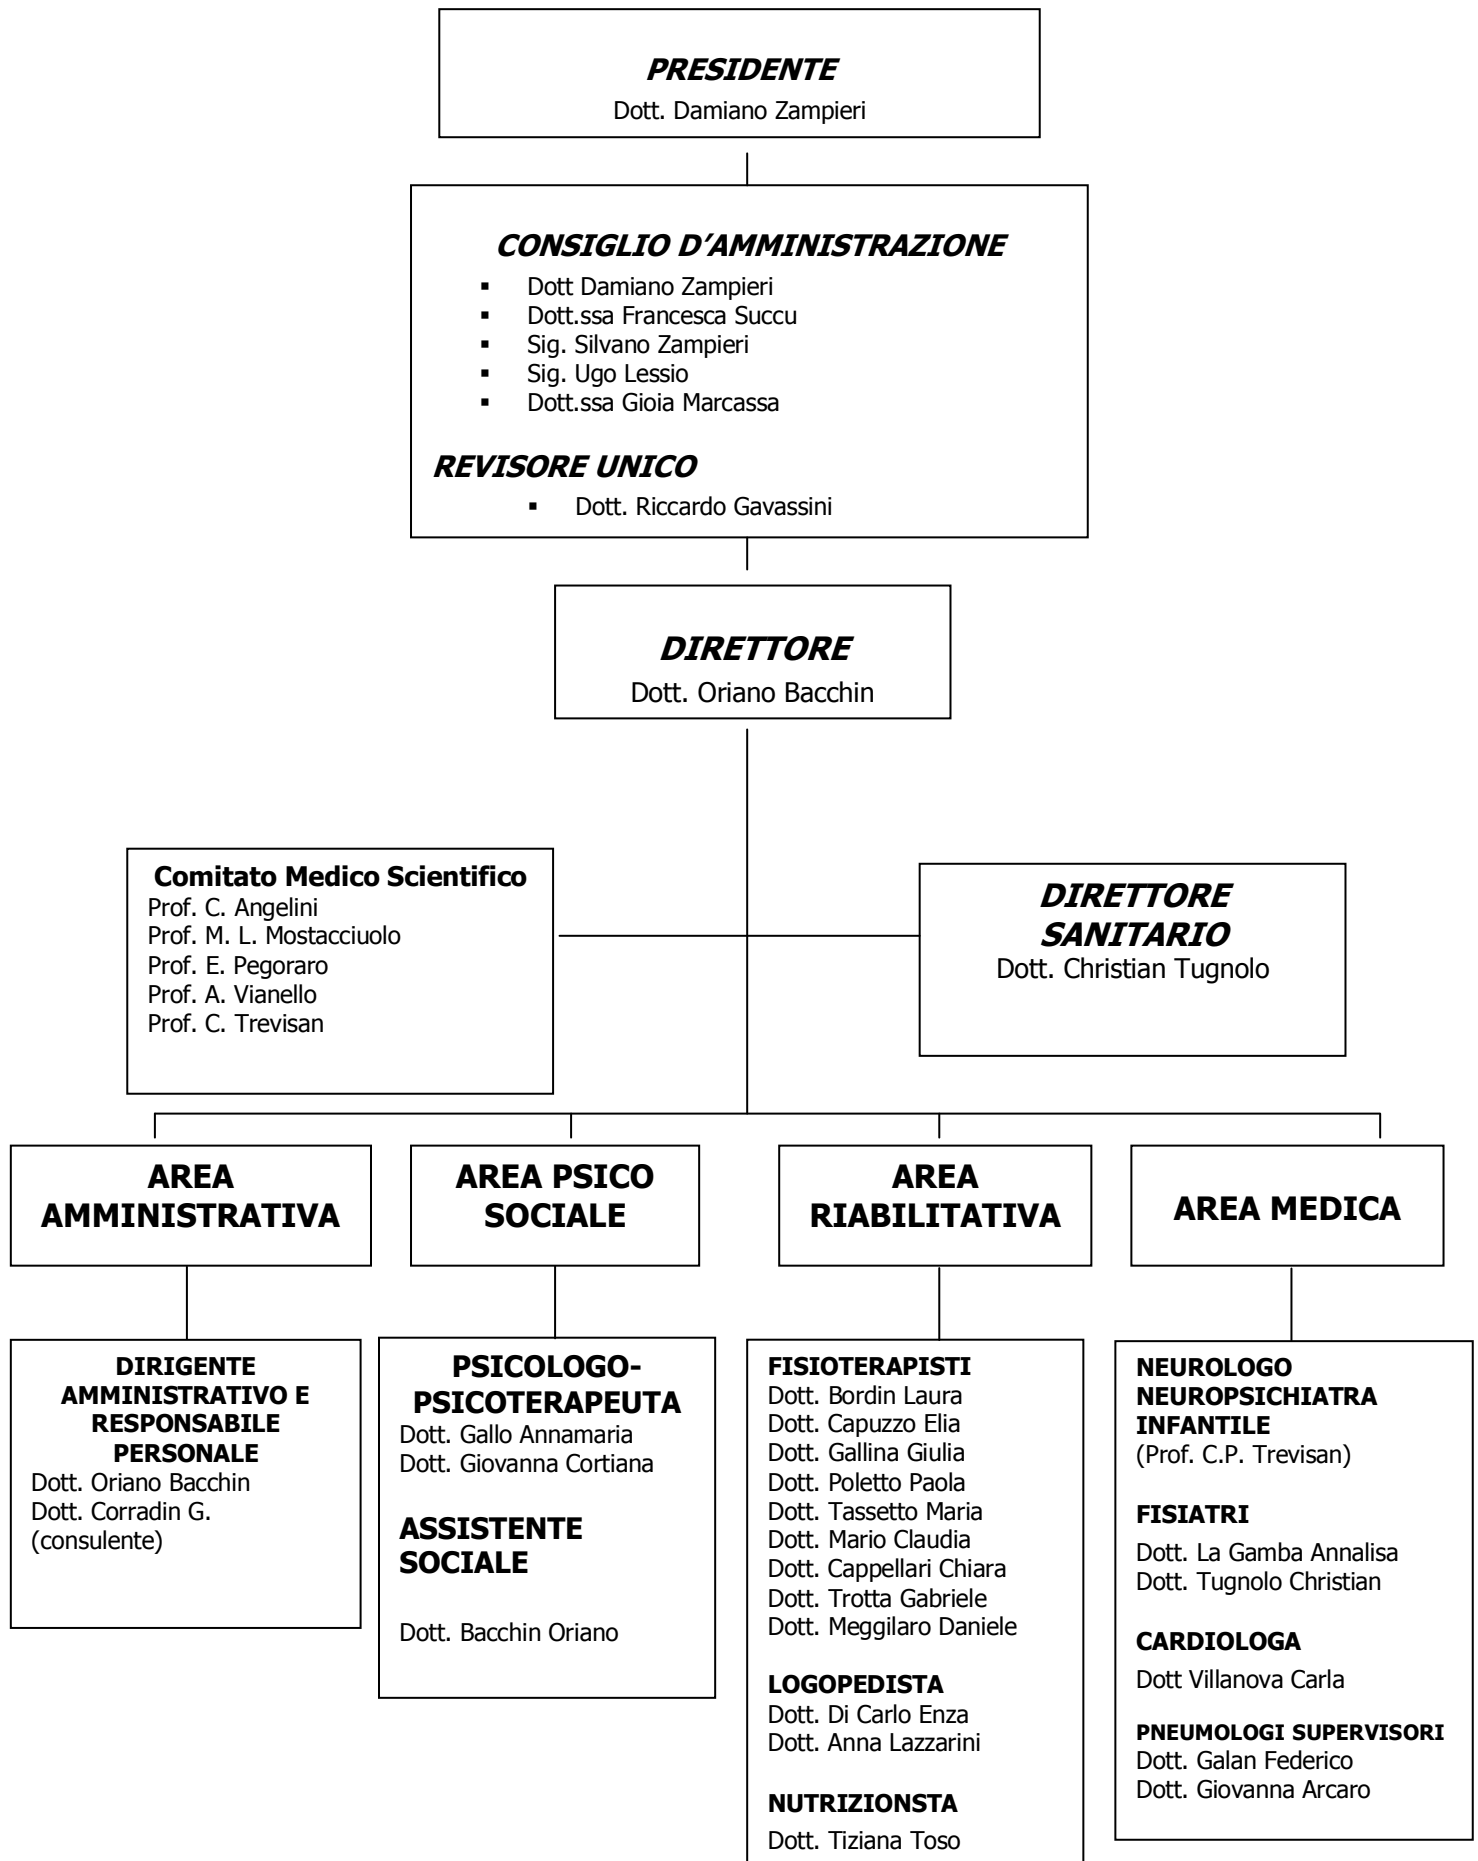 PRESIDENTE
Dott. Damiano Zampieri
CONSIGLIO D'AMMINISTRAZIONE
▪ Dott Damiano Zampieri
▪ Dott.ssa Francesca Succu
▪ Sig. Silvano Zampieri
▪ Sig. Ugo Lessio
▪ Dott.ssa Gioia Marcassa
REVISORE UNICO
▪ Dott. Riccardo Gavassini
DIRETTORE
Dott. Oriano Bacchin
Comitato Medico Scientifico
Prof. C. Angelini
Prof. M. L. Mostacciuolo
Prof. E. Pegoraro
Prof. A. Vianello
Prof. C. Trevisan
DIRETTORE
SANITARIO
Dott. Christian Tugnolo
AREA
AMMINISTRATIVA
AREA PSICO
SOCIALE
AREA
RIABILITATIVA
AREA MEDICA
DIRIGENTE
AMMINISTRATIVO E
RESPONSABILE
PERSONALE
Dott. Oriano Bacchin
Dott. Corradin G.
(consulente)
PSICOLOGO-
PSICOTERAPEUTA
Dott. Gallo Annamaria
Dott. Giovanna Cortiana
ASSISTENTE
SOCIALE
Dott. Bacchin Oriano
FISIOTERAPISTI
Dott. Bordin Laura
Dott. Capuzzo Elia
Dott. Gallina Giulia
Dott. Poletto Paola
Dott. Tassetto Maria
Dott. Mario Claudia
Dott. Cappellari Chiara
Dott. Trotta Gabriele
Dott. Meggilaro Daniele
LOGOPEDISTA
Dott. Di Carlo Enza
Dott. Anna Lazzarini
NUTRIZIONSTA
Dott. Tiziana Toso
NEUROLOGO
NEUROPSICHIATRA
INFANTILE
(Prof. C.P. Trevisan)
FISIATRI
Dott. La Gamba Annalisa
Dott. Tugnolo Christian
CARDIOLOGA
Dott Villanova Carla
PNEUMOLOGI SUPERVISORI
Dott. Galan Federico
Dott. Giovanna Arcaro